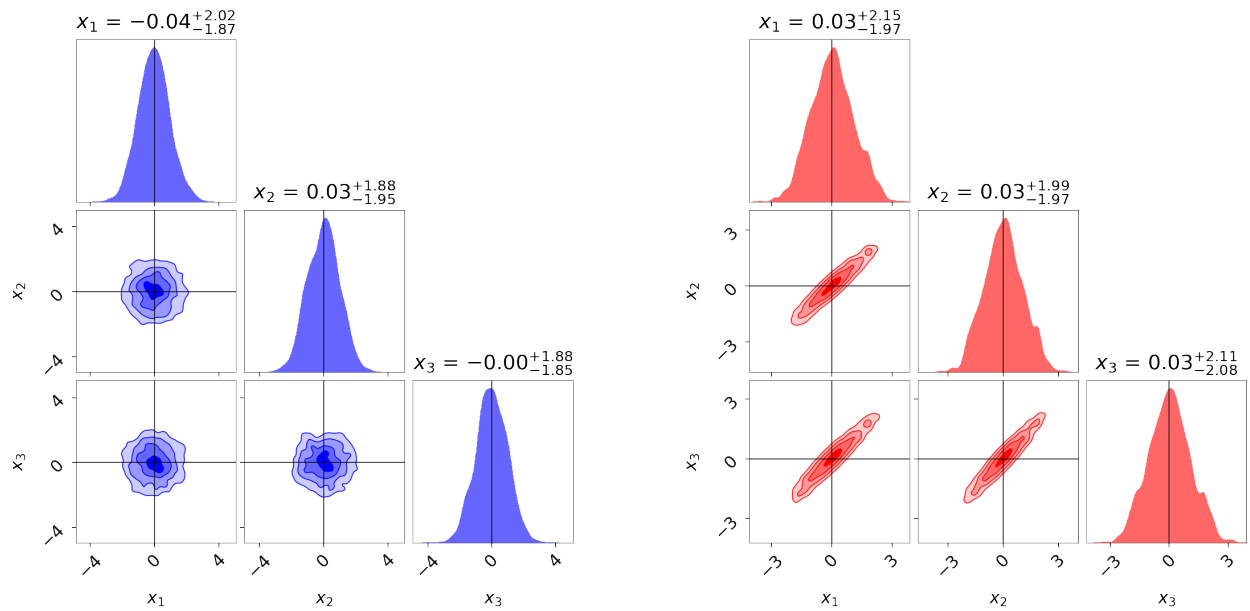 x₁ = −0.04+2.02−1.87
x₂ = 0.03+1.88−1.95
x₃ = −0.00+1.88−1.85
4
0
−4
x₂
4
0
−4
x₃
−4
0
4
x₁
−4
0
4
x₂
−4
0
4
x₃
x₁ = 0.03+2.15−1.97
x₂ = 0.03+1.99−1.97
x₃ = 0.03+2.11−2.08
3
0
−3
x₂
3
0
−3
x₃
−3
0
3
x₁
−3
0
3
x₂
−3
0
3
x₃